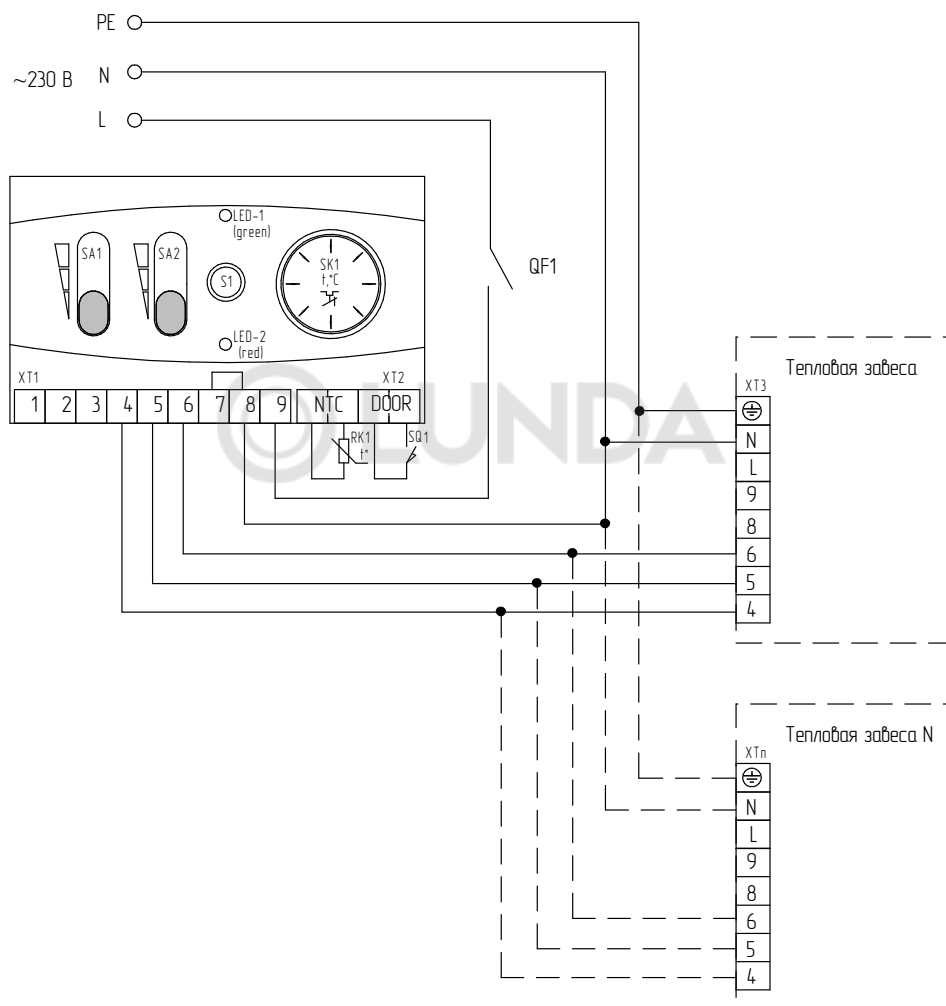 PE
~230 В
N
L
LED-1
(green)
SA1
SA2
S1
SK1
t,°C
QF1
LED-2
(red)
XT1
XT2
1 2 3 4 5 6 7 8 9 NTC DOOR
RK1
t°
SQ1
LUNDA
Тепловая завеса
XT3
N
L
9
8
6
5
4
Тепловая завеса N
XTn
N
L
9
8
6
5
4